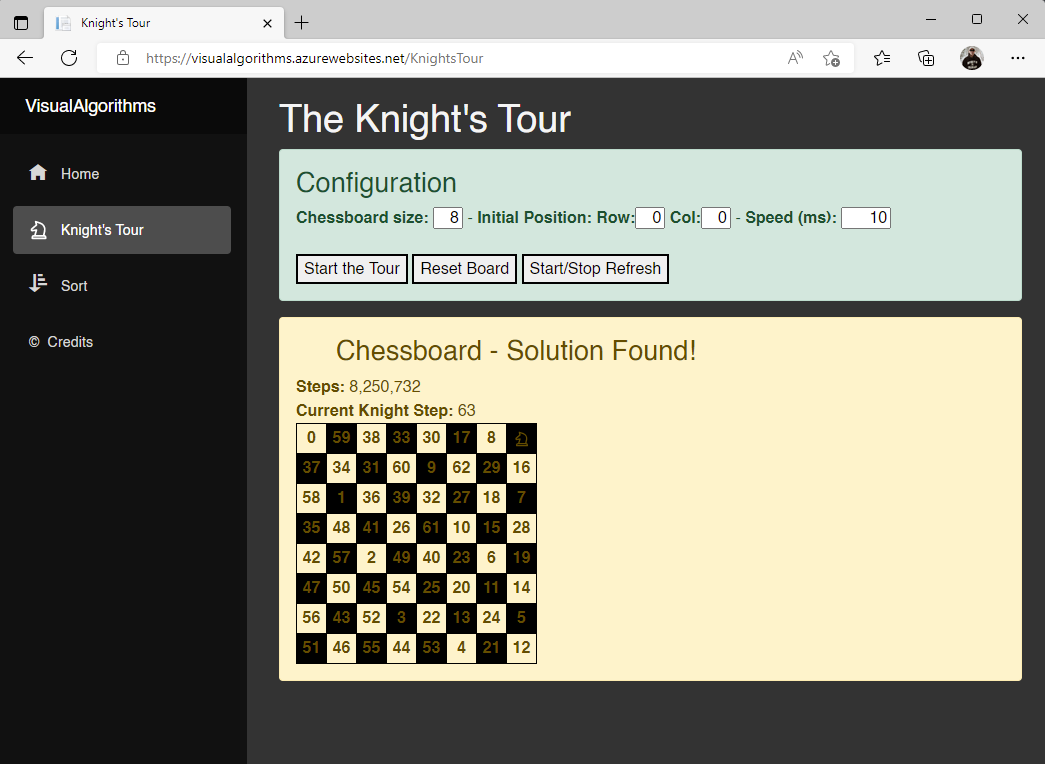 Knight's Tour
https://visualalgorithms.azurewebsites.net/KnightsTour
VisualAlgorithms
Home
Knight's Tour
Sort
© Credits
The Knight's Tour
Configuration
Chessboard size: 8 - Initial Position: Row: 0 Col: 0 - Speed (ms): 10
Start the Tour Reset Board Start/Stop Refresh
Chessboard - Solution Found!
Steps: 8,250,732
Current Knight Step: 63
0 59 38 33 30 17 8
37 34 31 60 9 62 29 16
58 1 36 39 32 27 18 7
35 48 41 26 61 10 15 28
42 57 2 49 40 23 6 19
47 50 45 54 25 20 11 14
56 43 52 3 22 13 24 5
51 46 55 44 53 4 21 12